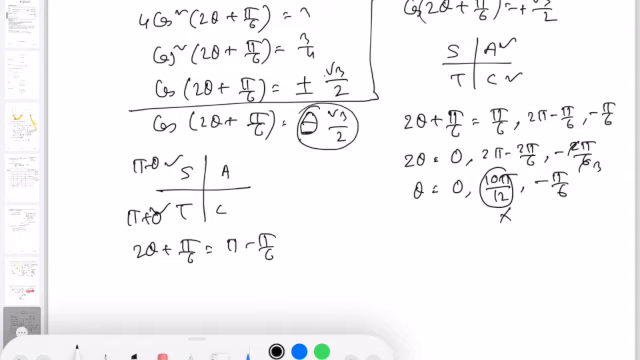 4Cos²(2θ + π/6) = 3
Cos²(2θ + π/6) = 3/4
Cos(2θ + π/6) = ± √3/2
Cos(2θ + π/6) = ⊖ √3/2
π-θ ✓ S | A
π+θ ✓ T | C
2θ + π/6 = π - π/6
Cos(2θ + π/6) = + √3/2
S | A ✓
T | C ✓
2θ + π/6 = π/6, 2π - π/6, -π/6
2θ = 0, 2π - 2π/6, -2π/6 3
θ = 0, 10π/12, -π/6
x